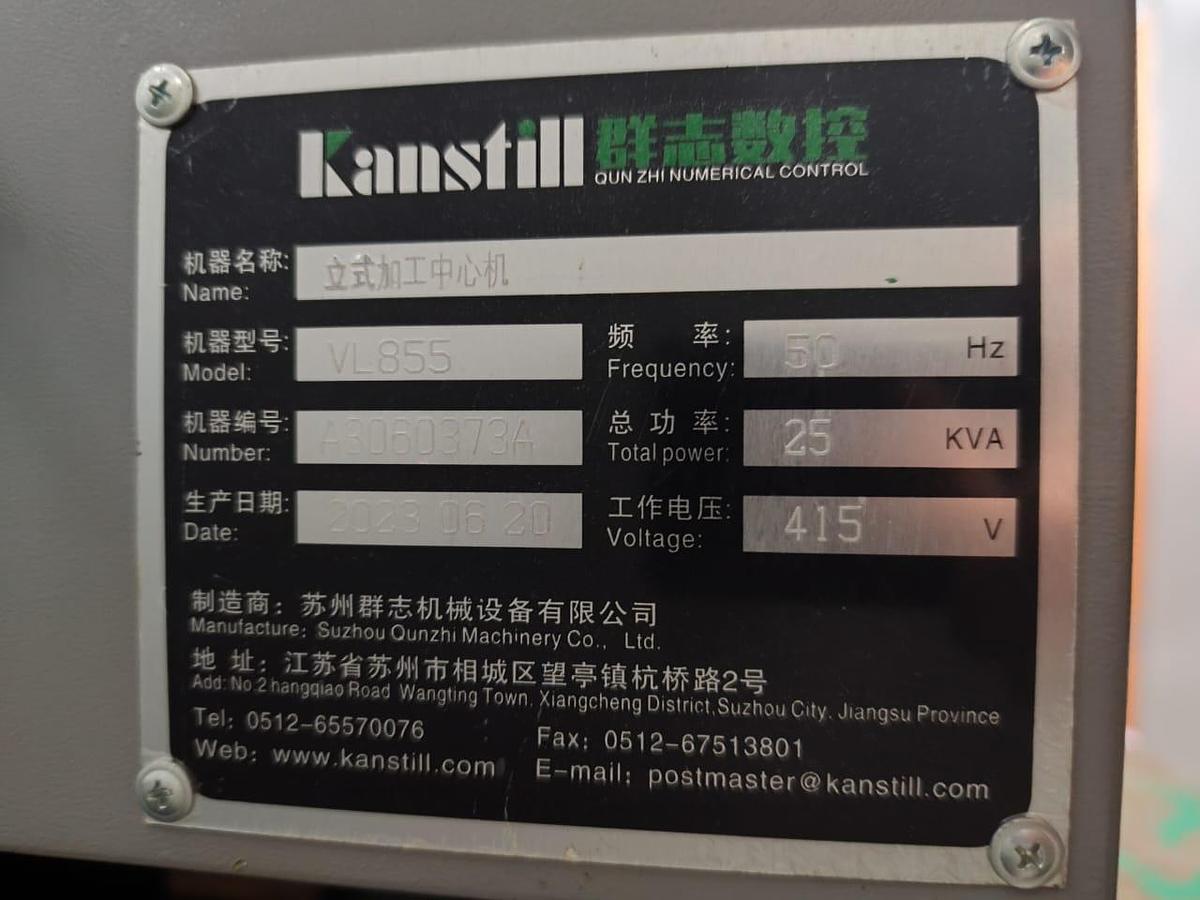 Kanstill 群志数控
QUN ZHI NUMERICAL CONTROL
机器名称: 立式加工中心机
Name:
机器型号: VL855 频率: 50 Hz
Model: Frequency:
机器编号: A3060373A 总功率: 25 KVA
Number: Total power:
生产日期: 2023 06 20 工作电压: 415 V
Date: Voltage:
制造商: 苏州群志机械设备有限公司
Manufacture: Suzhou Qunzhi Machinery Co., Ltd.
地址: 江苏省苏州市相城区望亭镇杭桥路2号
Add: No.2 hangqiao Road Wangting Town, Xiangcheng District,Suzhou City, Jiangsu Province
Tel: 0512-65570076 Fax: 0512-67513801
Web: www.kanstill.com E-mail: postmaster@kanstill.com